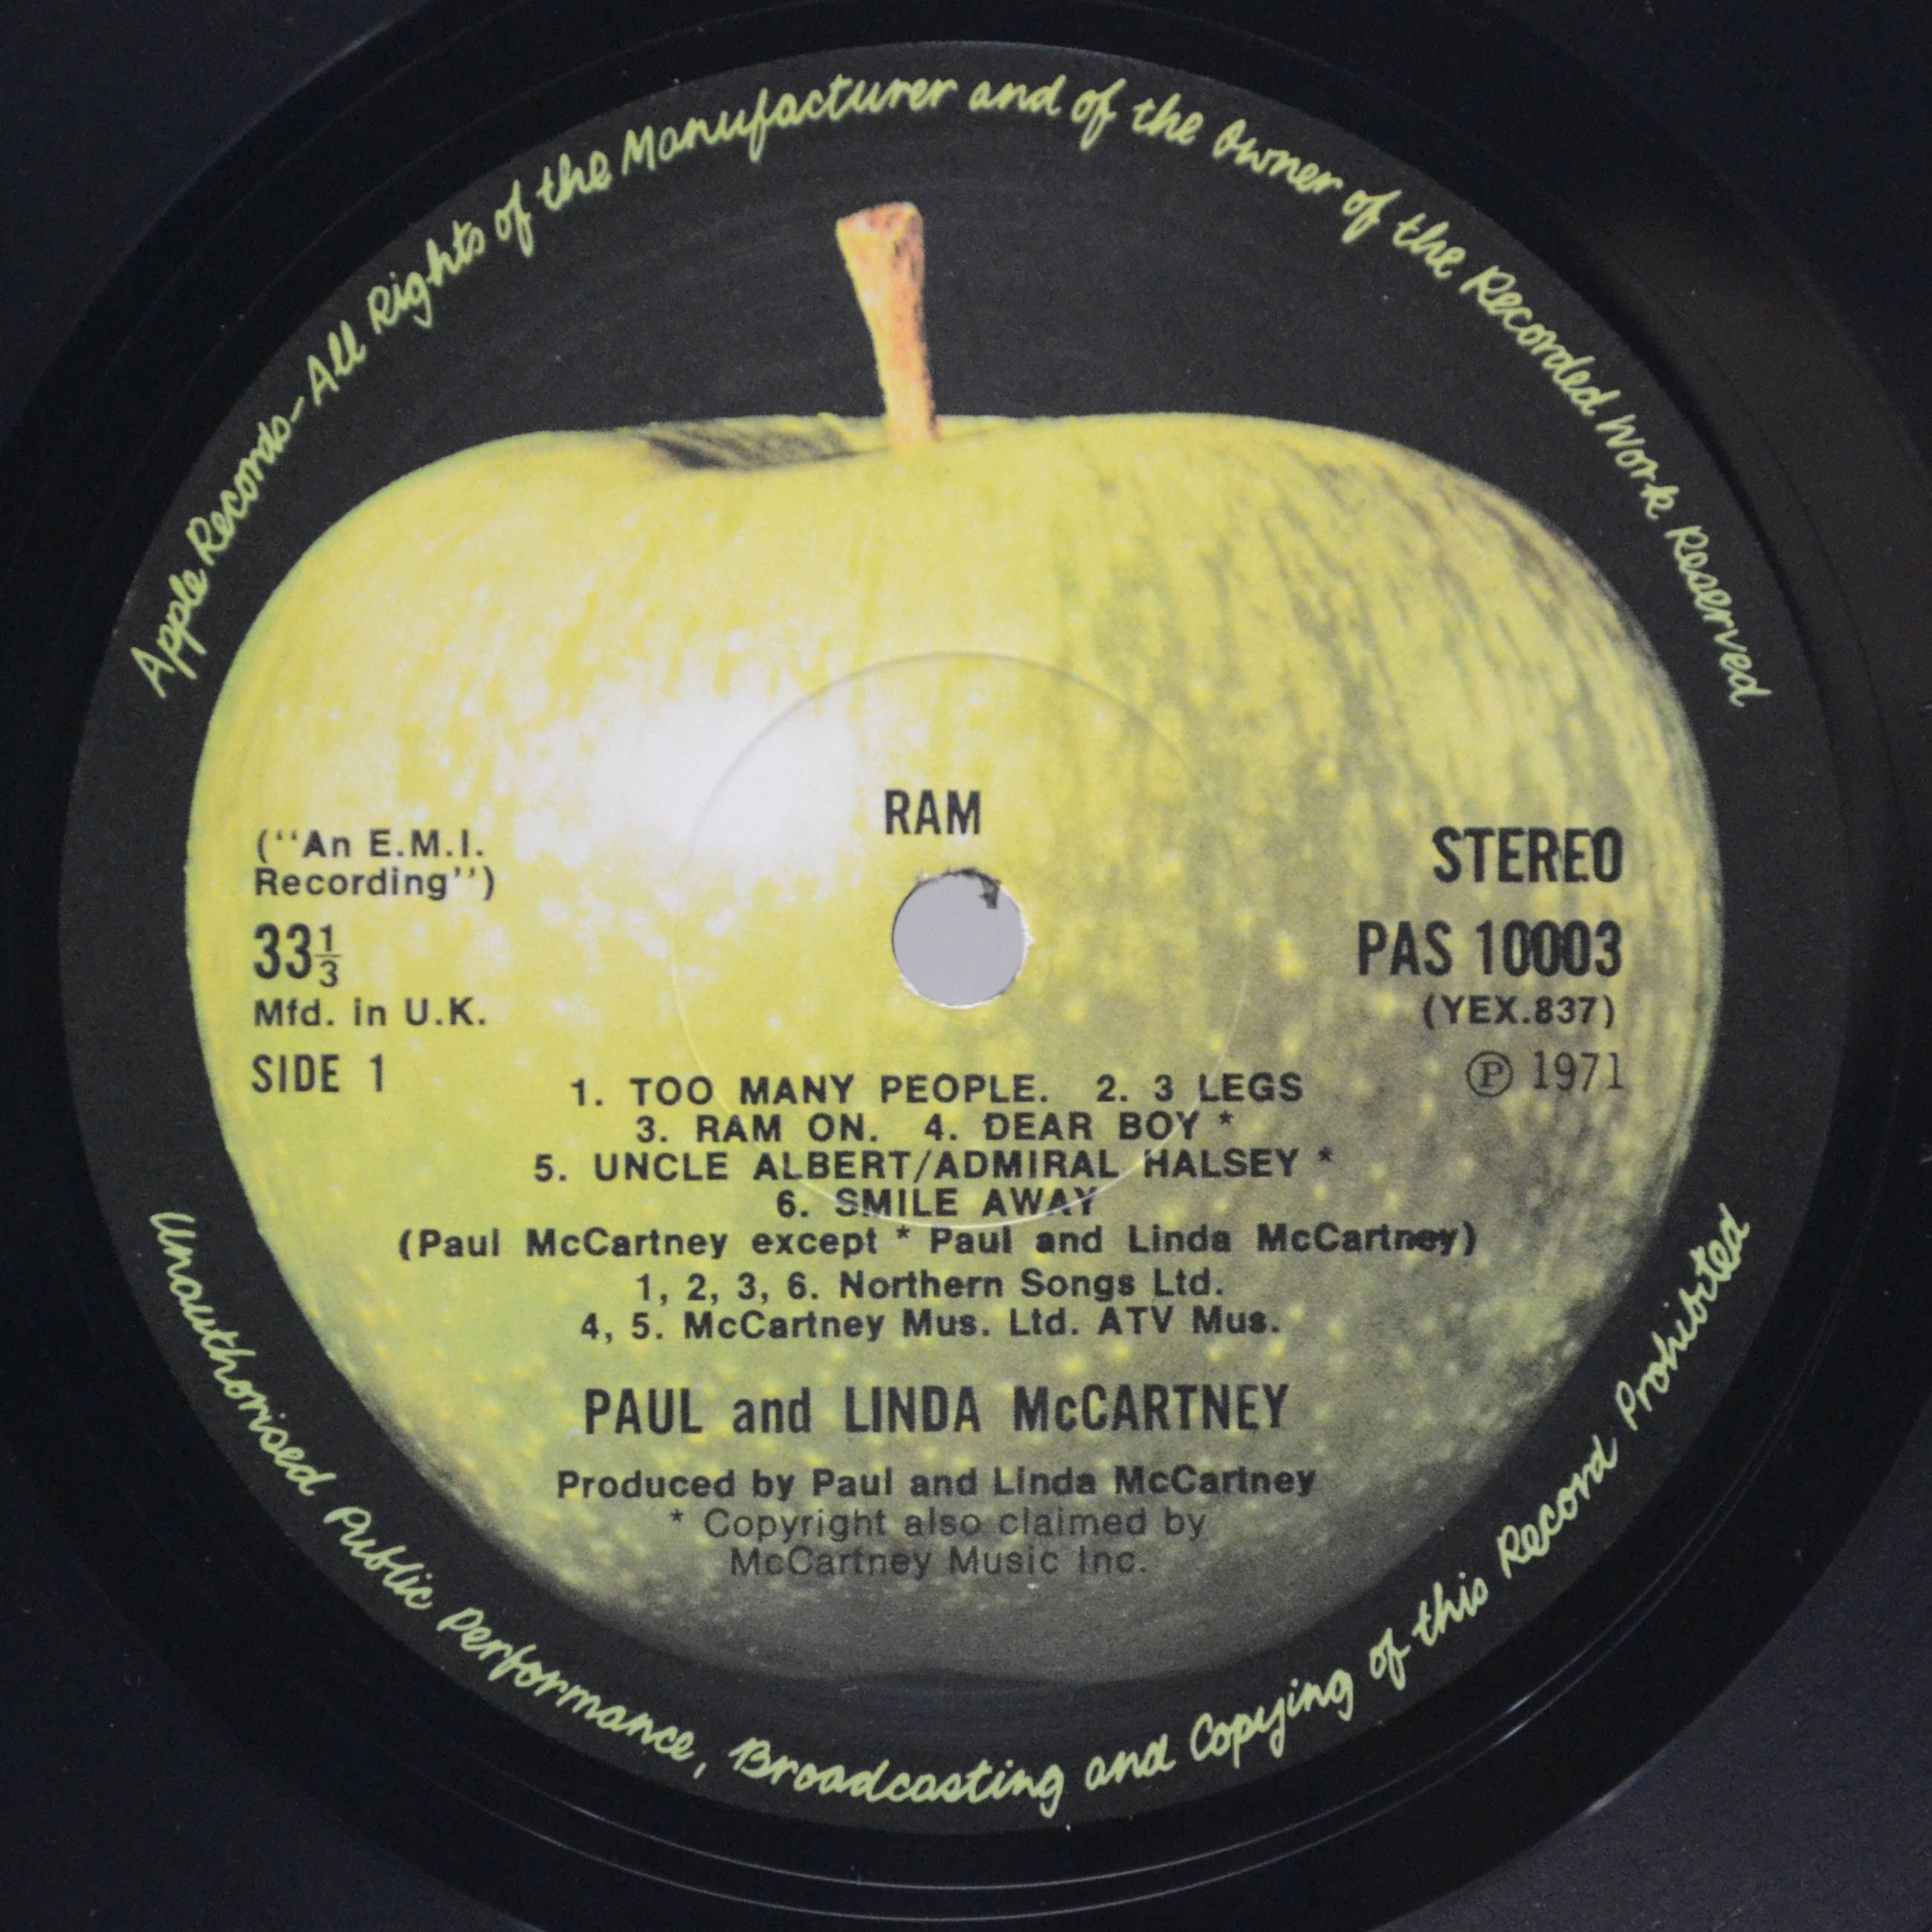 Apple Records-All Rights of the Manufacturer and of the Owner of the Recorded Work Reserved
RAM
(‘‘An E.M.I.
Recording’’)
33⅓
Mfd. in U.K.
SIDE 1
STEREO
PAS 10003
(YEX.837)
Ⓟ 1971
1. TOO MANY PEOPLE. 2. 3 LEGS
3. RAM ON. 4. DEAR BOY *
5. UNCLE ALBERT/ADMIRAL HALSEY *
6. SMILE AWAY
(Paul McCartney except * Paul and Linda McCartney)
1, 2, 3, 6. Northern Songs Ltd.
4, 5. McCartney Mus. Ltd. ATV Mus.
PAUL and LINDA McCARTNEY
Produced by Paul and Linda McCartney
* Copyright also claimed by
McCartney Music Inc.
Unauthorised Public Performance, Broadcasting and Copying of this Record Prohibited